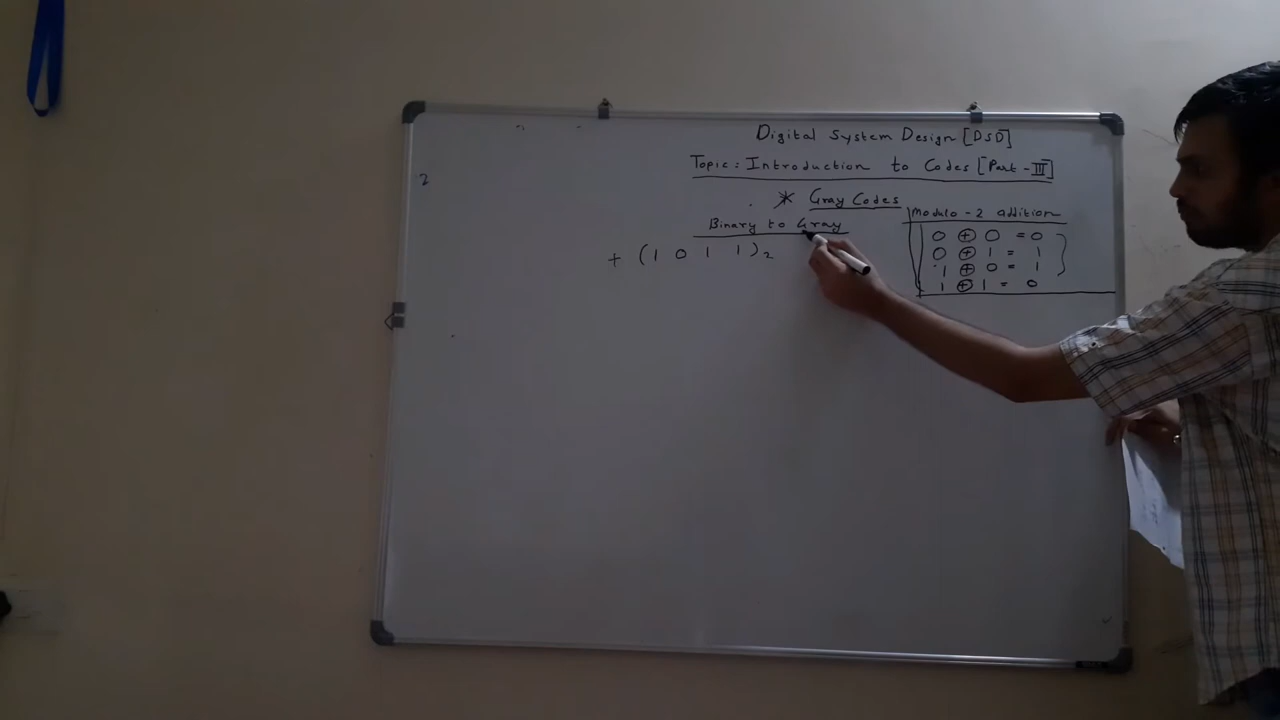 Digital System Design [DSD]
Topic: Introduction to Codes [Part-III]
* Gray Codes
Binary to Gray
+ (1 0 1 1)2
Modulo-2 addition
0 ⊕ 0 = 0
0 ⊕ 1 = 1
1 ⊕ 0 = 1
1 ⊕ 1 = 0
2